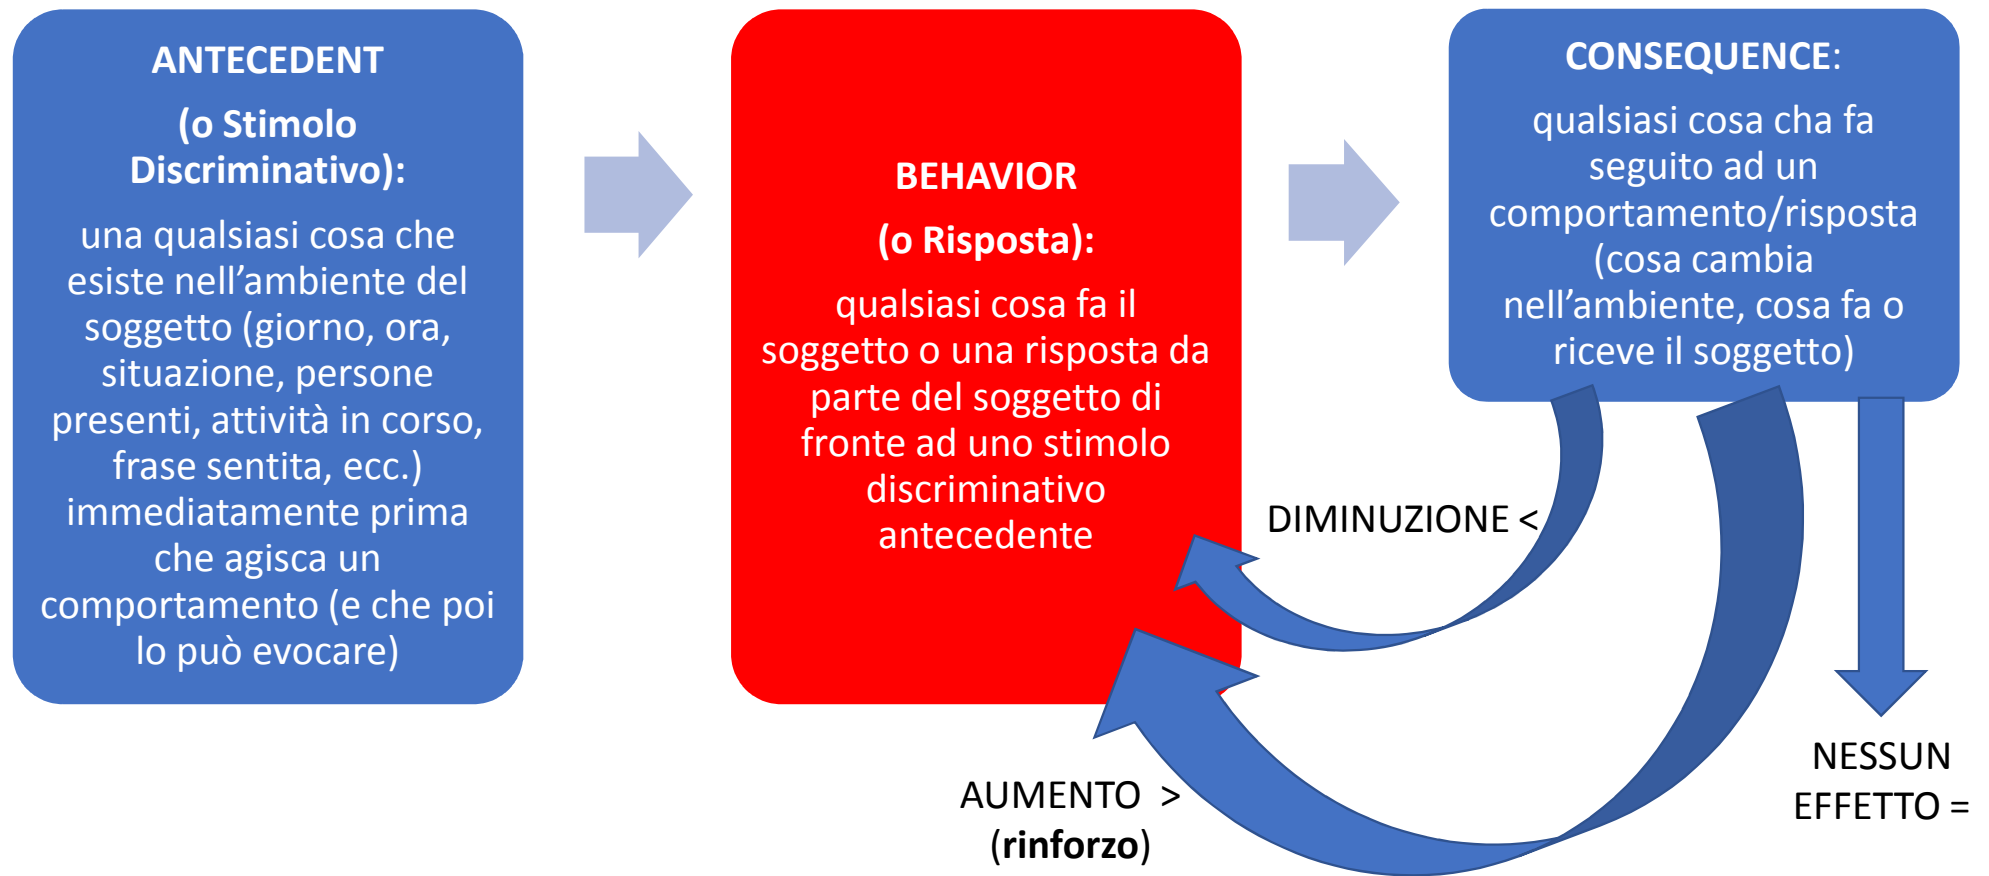 ANTECEDENT
(o Stimolo
Discriminativo):
una qualsiasi cosa che
esiste nell’ambiente del
soggetto (giorno, ora,
situazione, persone
presenti, attività in corso,
frase sentita, ecc.)
immediatamente prima
che agisca un
comportamento (e che poi
lo può evocare)
BEHAVIOR
(o Risposta):
qualsiasi cosa fa il
soggetto o una risposta da
parte del soggetto di
fronte ad uno stimolo
discriminativo
antecedente
CONSEQUENCE:
qualsiasi cosa cha fa
seguito ad un
comportamento/risposta
(cosa cambia
nell’ambiente, cosa fa o
riceve il soggetto)
DIMINUZIONE <
AUMENTO >
(rinforzo)
NESSUN
EFFETTO =